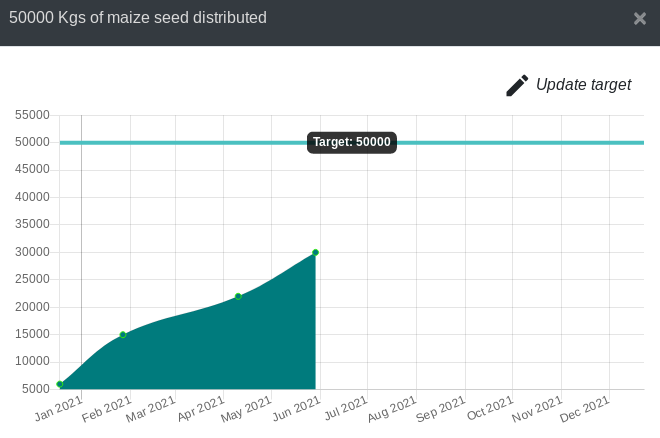 50000 Kgs of maize seed distributed
×
Update target
55000
50000
Target: 50000
45000
40000
35000
30000
25000
20000
15000
10000
5000
Jan 2021
Feb 2021
Mar 2021
Apr 2021
May 2021
Jun 2021
Jul 2021
Aug 2021
Sep 2021
Oct 2021
Nov 2021
Dec 2021